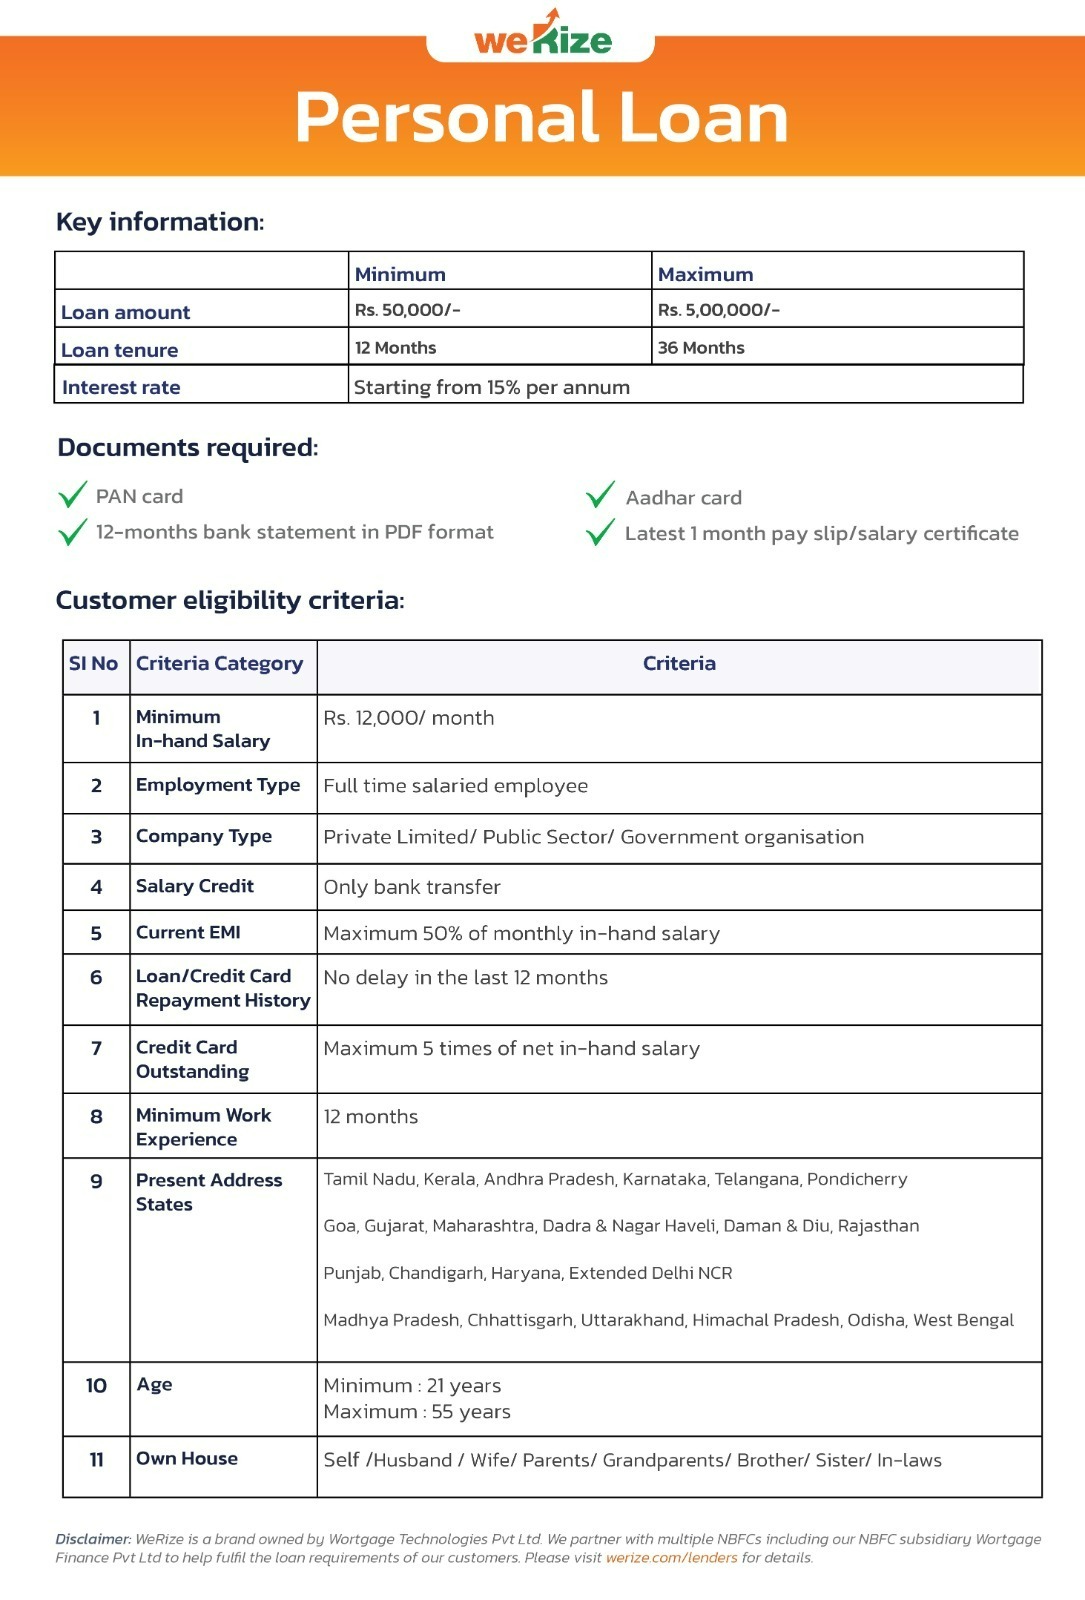 weRize
Personal Loan
Key information:
Minimum Maximum
Loan amount Rs. 50,000/- Rs. 5,00,000/-
Loan tenure 12 Months 36 Months
Interest rate Starting from 15% per annum
Documents required:
PAN card Aadhar card
12-months bank statement in PDF format Latest 1 month pay slip/salary certificate
Customer eligibility criteria:
SI No Criteria Category Criteria
1 Minimum Rs. 12,000/ month
In-hand Salary
2 Employment Type Full time salaried employee
3 Company Type Private Limited/ Public Sector/ Government organisation
4 Salary Credit Only bank transfer
5 Current EMI Maximum 50% of monthly in-hand salary
6 Loan/Credit Card No delay in the last 12 months
Repayment History
7 Credit Card Maximum 5 times of net in-hand salary
Outstanding
8 Minimum Work 12 months
Experience
9 Present Address Tamil Nadu, Kerala, Andhra Pradesh, Karnataka, Telangana, Pondicherry
States
Goa, Gujarat, Maharashtra, Dadra & Nagar Haveli, Daman & Diu, Rajasthan
Punjab, Chandigarh, Haryana, Extended Delhi NCR
Madhya Pradesh, Chhattisgarh, Uttarakhand, Himachal Pradesh, Odisha, West Bengal
10 Age Minimum : 21 years
Maximum : 55 years
11 Own House Self /Husband / Wife/ Parents/ Grandparents/ Brother/ Sister/ In-laws
Disclaimer: WeRize is a brand owned by Wortgage Technologies Pvt Ltd. We partner with multiple NBFCs including our NBFC subsidiary Wortgage
Finance Pvt Ltd to help fulfil the loan requirements of our customers. Please visit werize.com/lenders for details.